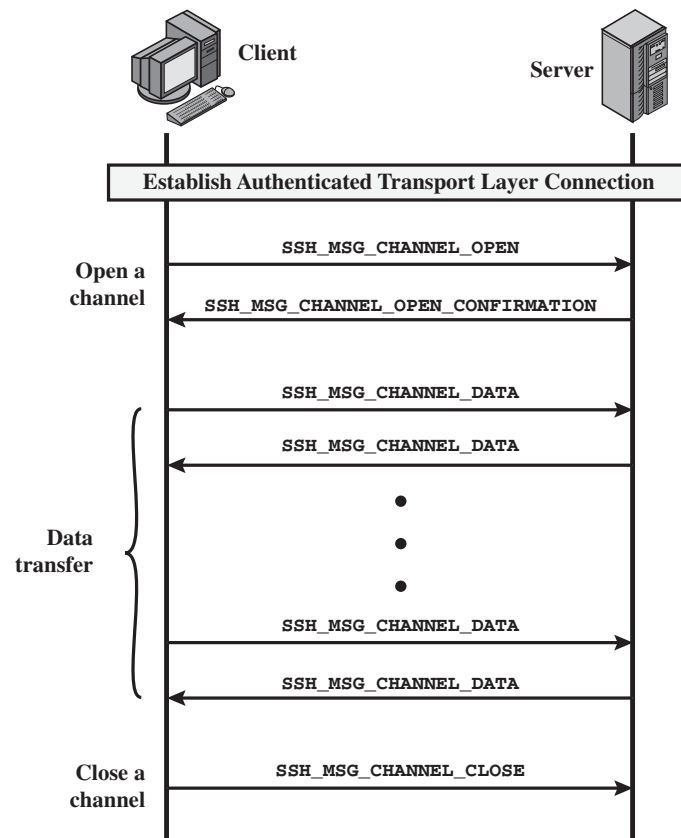 Client
Server
Establish Authenticated Transport Layer Connection
SSH_MSG_CHANNEL_OPEN
Open a
channel
SSH_MSG_CHANNEL_OPEN_CONFIRMATION
SSH_MSG_CHANNEL_DATA
SSH_MSG_CHANNEL_DATA
Data
transfer
SSH_MSG_CHANNEL_DATA
SSH_MSG_CHANNEL_DATA
Close a
channel
SSH_MSG_CHANNEL_CLOSE